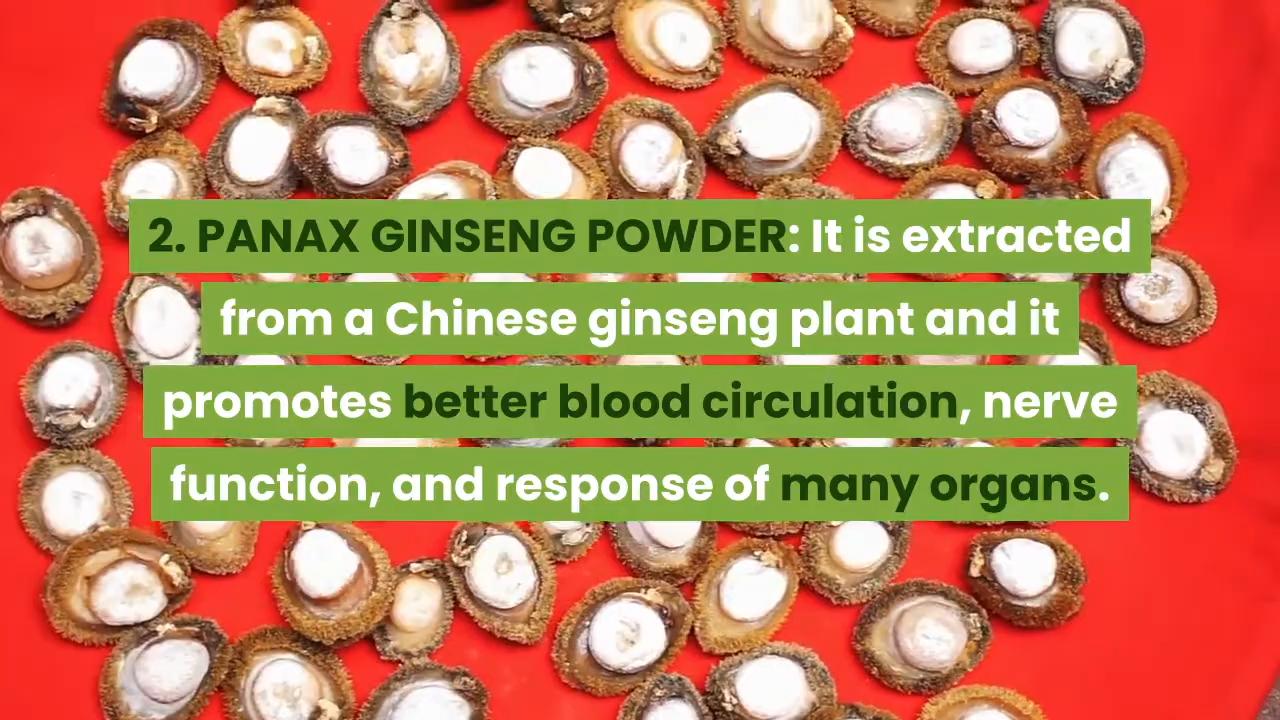 2. PANAX GINSENG POWDER: It is extracted
from a Chinese ginseng plant and it
promotes better blood circulation, nerve
function, and response of many organs.